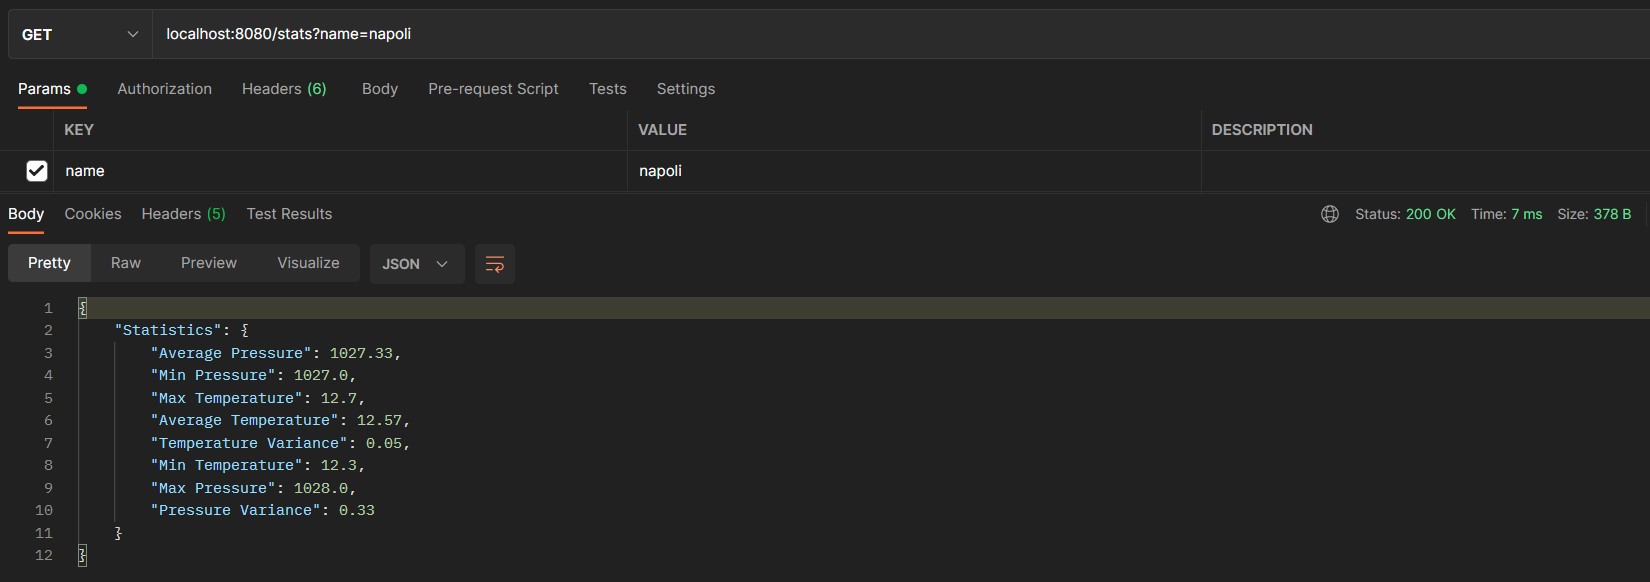 GET localhost:8080/stats?name=napoli
Params Authorization Headers (6) Body Pre-request Script Tests Settings
KEY VALUE DESCRIPTION
name napoli
Body Cookies Headers (5) Test Results Status: 200 OK Time: 7 ms Size: 378 B
Pretty Raw Preview Visualize JSON
1 {
2 "Statistics": {
3 "Average Pressure": 1027.33,
4 "Min Pressure": 1027.0,
5 "Max Temperature": 12.7,
6 "Average Temperature": 12.57,
7 "Temperature Variance": 0.05,
8 "Min Temperature": 12.3,
9 "Max Pressure": 1028.0,
10 "Pressure Variance": 0.33
11 }
12 }